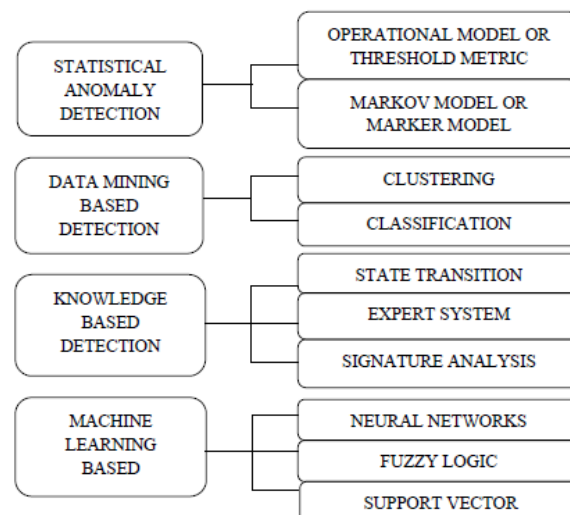 STATISTICAL
ANOMALY
DETECTION
OPERATIONAL MODEL OR
THRESHOLD METRIC
MARKOV MODEL OR
MARKER MODEL
DATA MINING
BASED
DETECTION
CLUSTERING
CLASSIFICATION
KNOWLEDGE
BASED
DETECTION
STATE TRANSITION
EXPERT SYSTEM
SIGNATURE ANALYSIS
MACHINE
LEARNING
BASED
NEURAL NETWORKS
FUZZY LOGIC
SUPPORT VECTOR